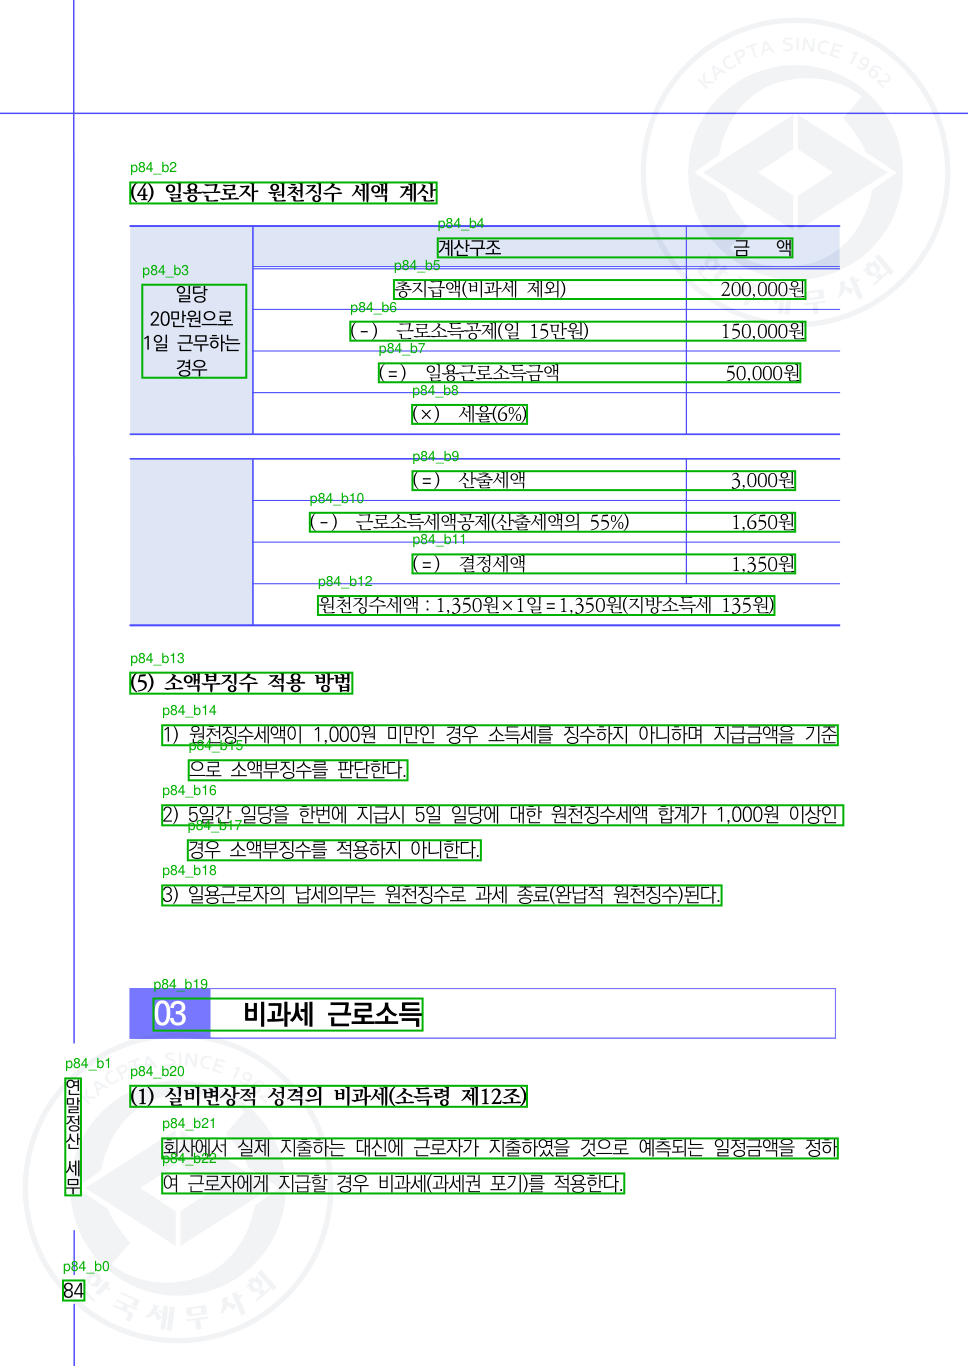 KACPTA SINCE 1962
한국세무사회
p84_b2
(4) 일용근로자 원천징수 세액 계산
p84_b3
일당
20만원으로
1일 근무하는
경우
p84_b4
계산구조 금 액
p84_b5
총지급액(비과세 제외) 200,000원
p84_b6
(-) 근로소득공제(일 15만원) 150,000원
p84_b7
(=) 일용근로소득금액 50,000원
p84_b8
(×) 세율(6%)
p84_b9
(=) 산출세액 3,000원
p84_b10
(-) 근로소득세액공제(산출세액의 55%) 1,650원
p84_b11
(=) 결정세액 1,350원
p84_b12
원천징수세액 : 1,350원×1일=1,350원(지방소득세 135원)
p84_b13
(5) 소액부징수 적용 방법
p84_b14
1) 원천징수세액이 1,000원 미만인 경우 소득세를 징수하지 아니하며 지급금액을 기준
p84_b15
으로 소액부징수를 판단한다.
p84_b16
2) 5일간 일당을 한번에 지급시 5일 일당에 대한 원천징수세액 합계가 1,000원 이상인
p84_b17
경우 소액부징수를 적용하지 아니한다.
p84_b18
3) 일용근로자의 납세의무는 원천징수로 과세 종료(완납적 원천징수)된다.
p84_b19
03 비과세 근로소득
p84_b20
(1) 실비변상적 성격의 비과세(소득령 제12조)
p84_b21
회사에서 실제 지출하는 대신에 근로자가 지출하였을 것으로 예측되는 일정금액을 정하
p84_b22
여 근로자에게 지급할 경우 비과세(과세권 포기)를 적용한다.
p84_b1
연말정산 세무
p84_b0
84
KACPTA SINCE 1962
한국세무사회